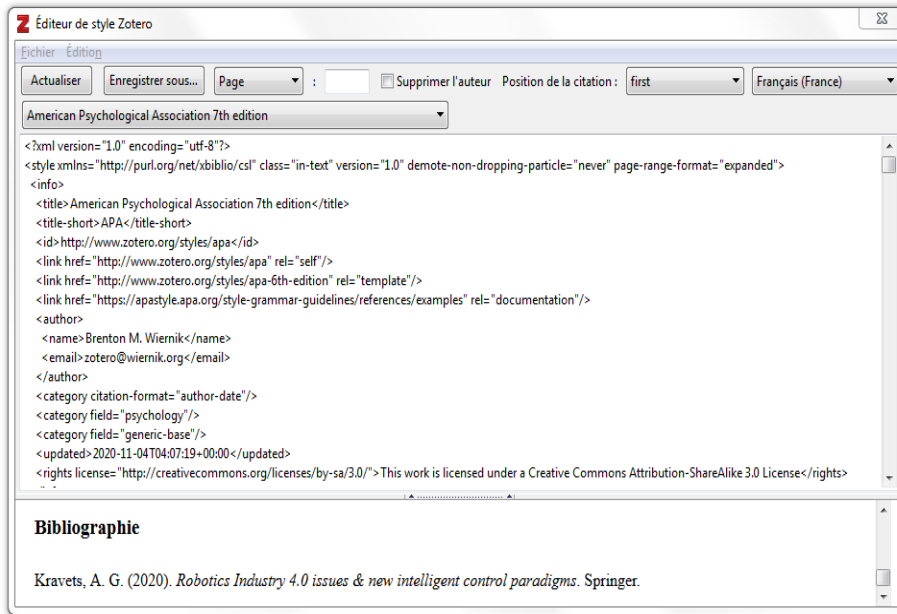 Éditeur de style Zotero
Fichier Édition
Actualiser Enregistrer sous... Page : Supprimer l'auteur Position de la citation : first Français (France)
American Psychological Association 7th edition
<?xml version="1.0" encoding="utf-8"?>
<style xmlns="http://purl.org/net/xbiblio/csl" class="in-text" version="1.0" demote-non-dropping-particle="never" page-range-format="expanded">
<info>
<title>American Psychological Association 7th edition</title>
<title-short>APA</title-short>
<id>http://www.zotero.org/styles/apa</id>
<link href="http://www.zotero.org/styles/apa" rel="self"/>
<link href="http://www.zotero.org/styles/apa-6th-edition" rel="template"/>
<link href="https://apastyle.apa.org/style-grammar-guidelines/references/examples" rel="documentation"/>
<author>
<name>Brenton M. Wiernik</name>
<email>zotero@wiernik.org</email>
</author>
<category citation-format="author-date"/>
<category field="psychology"/>
<category field="generic-base"/>
<updated>2020-11-04T04:07:19+00:00</updated>
<rights license="http://creativecommons.org/licenses/by-sa/3.0/">This work is licensed under a Creative Commons Attribution-ShareAlike 3.0 License</rights>
Bibliographie
Kravets, A. G. (2020). Robotics Industry 4.0 issues & new intelligent control paradigms. Springer.